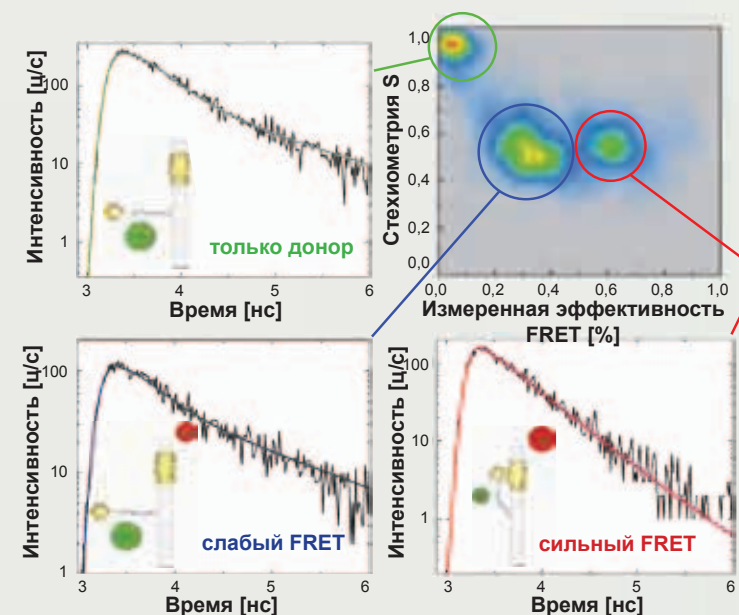 Интенсивность [ц/с]
100
10
1
только донор
3
4
5
6
Время [нс]
Стехиометрия S
1,0
0,8
0,6
0,4
0,2
0,0
0,0
0,2
0,4
0,6
0,8
1,0
Измеренная эффективность
FRET [%]
Интенсивность [ц/с]
100
10
1
слабый FRET
3
4
5
6
Время [нс]
Интенсивность [ц/с]
100
10
1
сильный FRET
3
4
5
6
Время [нс]